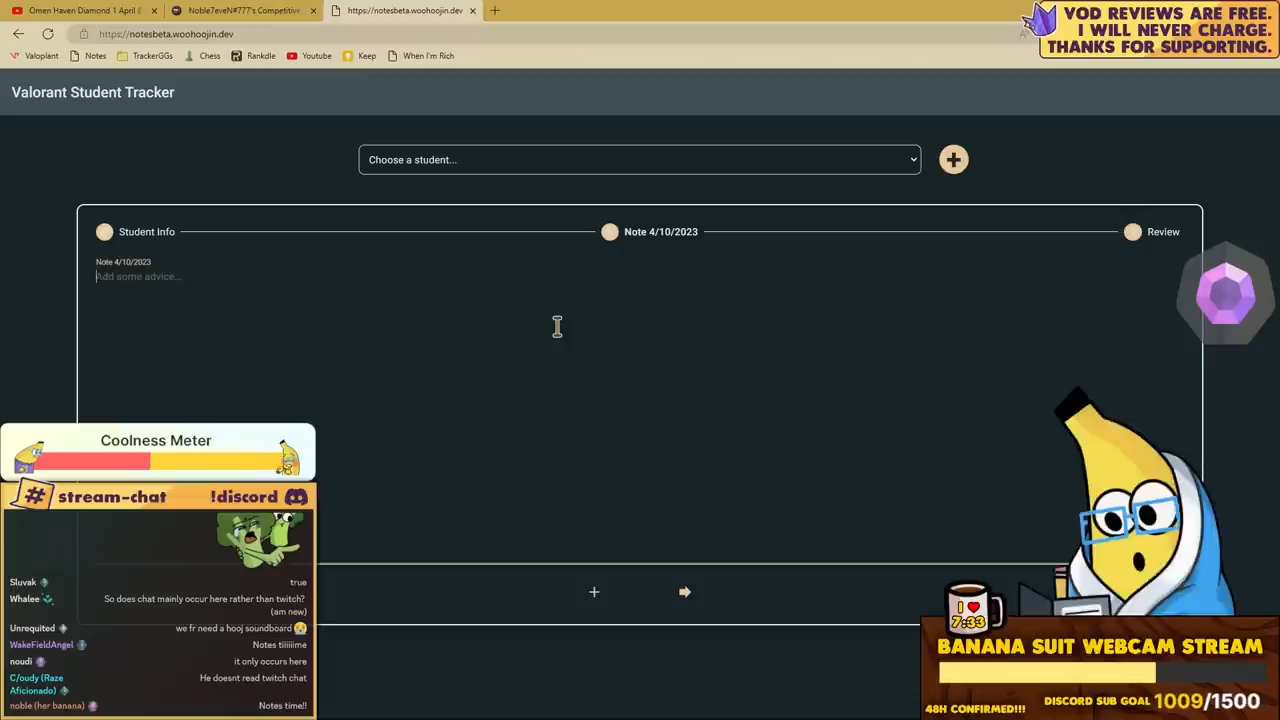 Omen Haven Diamond 1 April
Noble7eveN#777's Competitive
https://notesbeta.woohoojin.dev
https://notesbeta.woohoojin.dev
VOD REVIEWS ARE FREE.
I WILL NEVER CHARGE.
THANKS FOR SUPPORTING.
Valoplant
Notes
TrackerGGs
Chess
Rankdle
Youtube
Keep
When I'm Rich
Valorant Student Tracker
Choose a student...
Student Info
Note 4/10/2023
Review
Note 4/10/2023
Add some advice...
Coolness Meter
# stream-chat !discord
Sluvak true
Whalee So does chat mainly occur here rather than twitch?
(am new)
Unrequited we fr need a hooj soundboard
WakeFieldAngel Notes tiiiiiime
noudi it only occurs here
C/oudy (Raze He doesnt read twitch chat
Aficionado)
noble (her banana) Notes time!!
I ♥
7:33
BANANA SUIT WEBCAM STREAM
48H CONFIRMED!!! DISCORD SUB GOAL 1009/1500